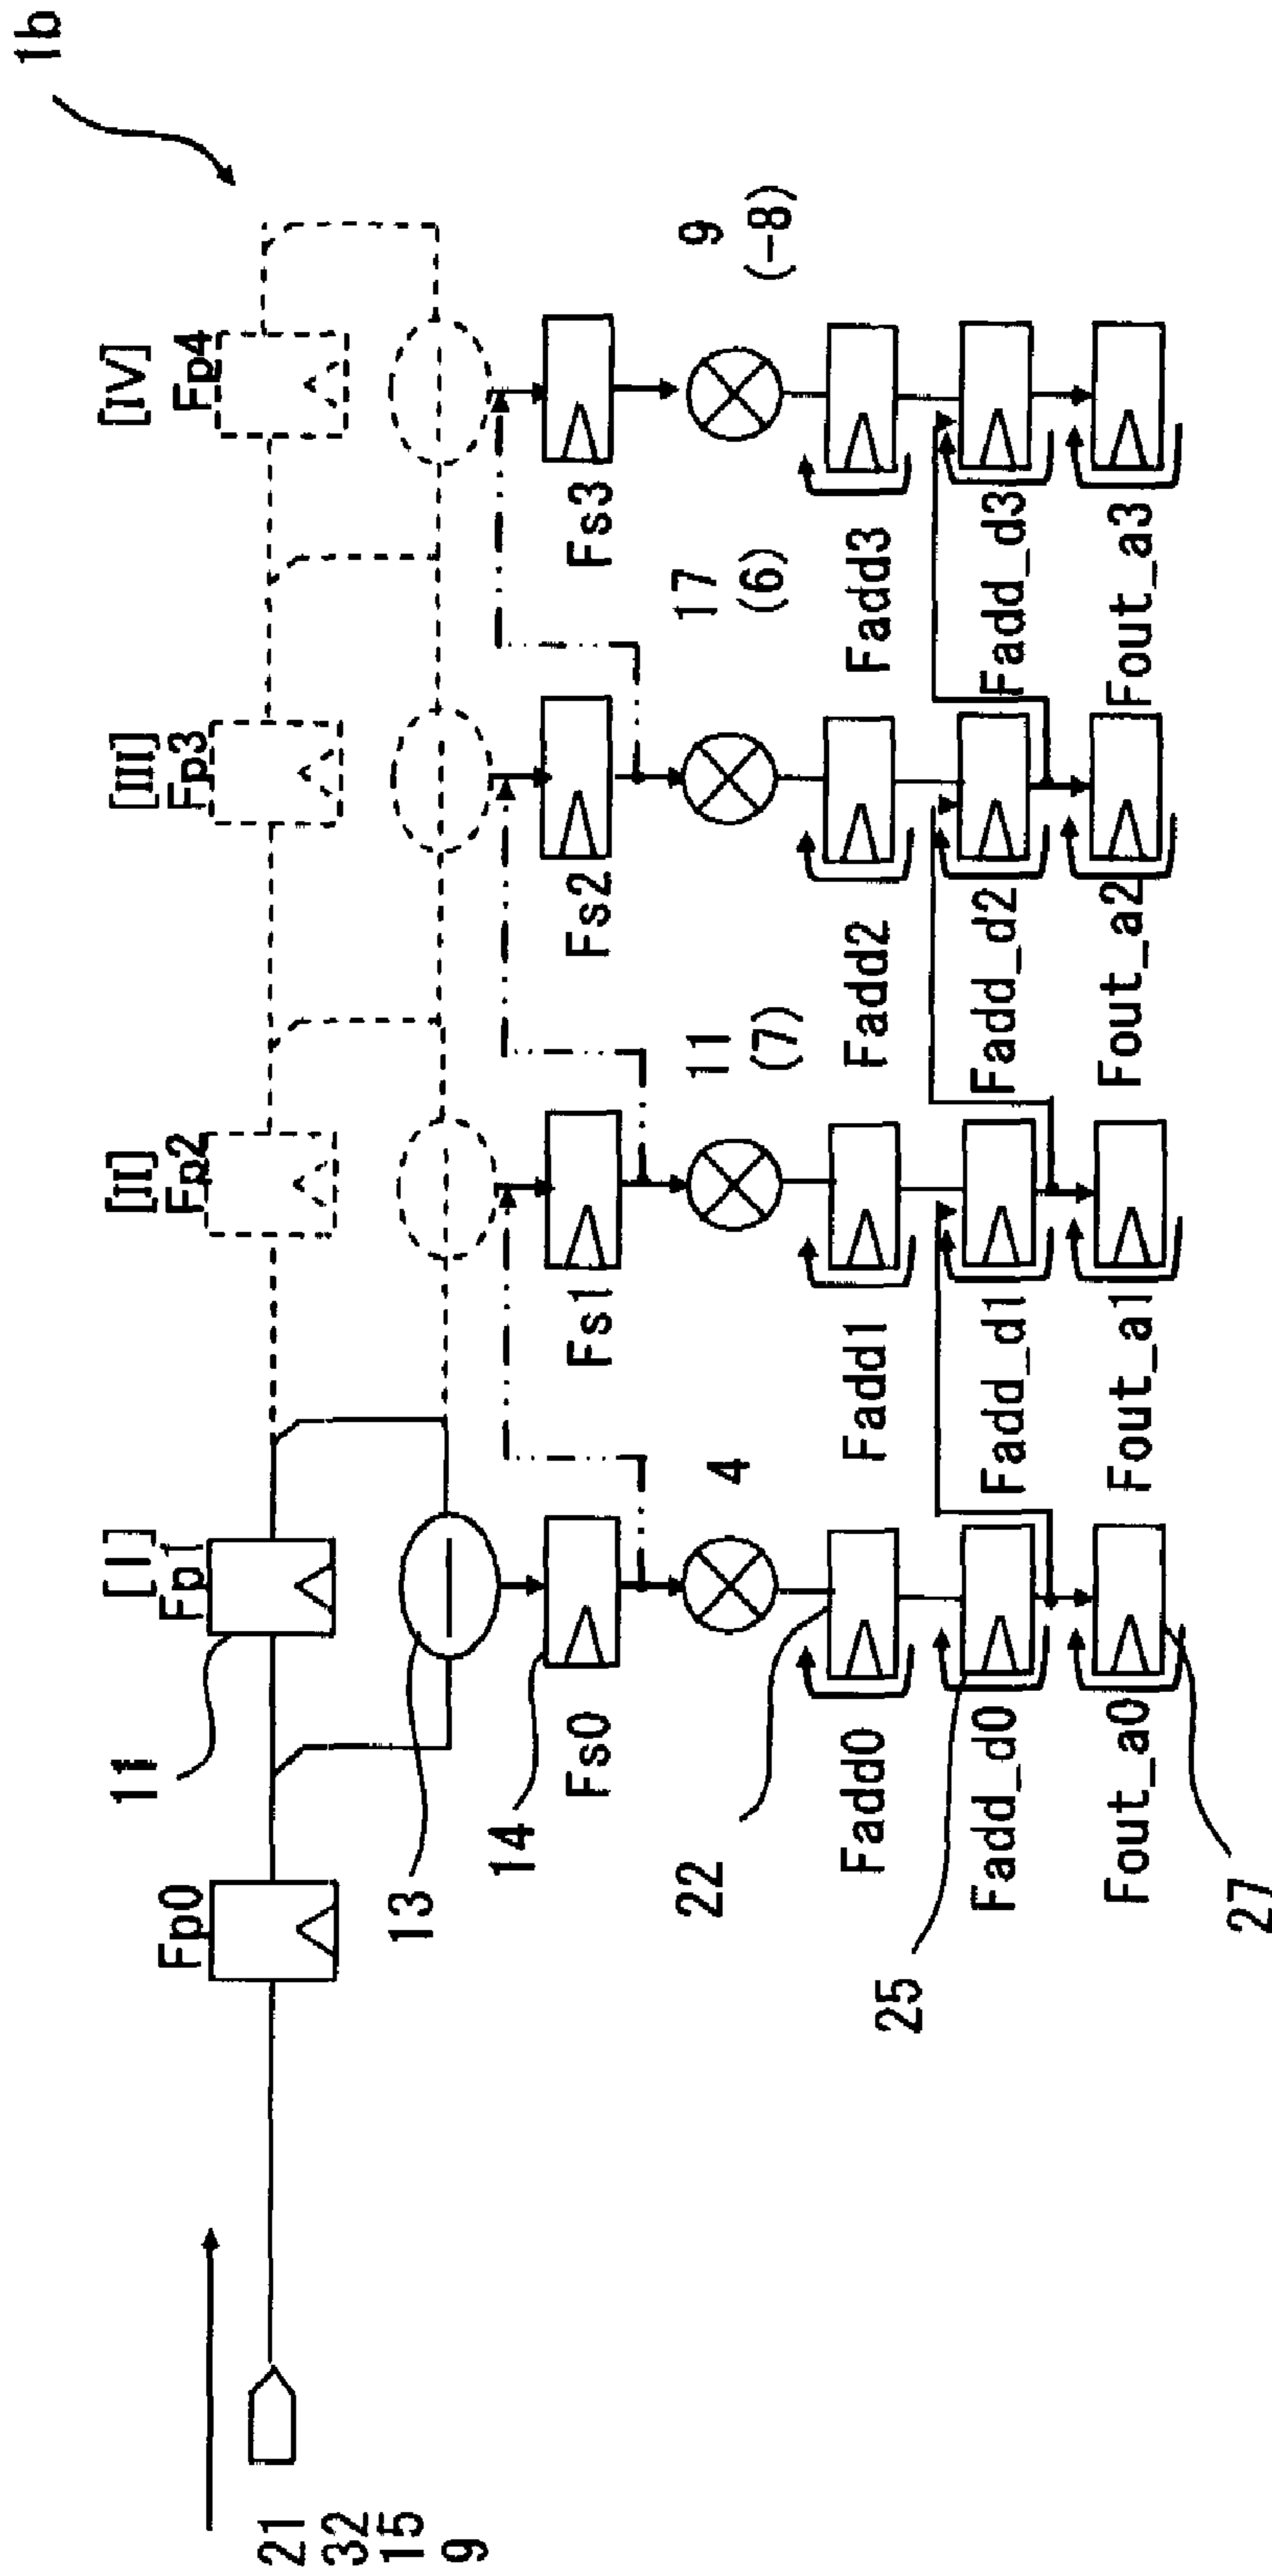 1b
[I] [II] [III] [IV]
Fp0 Fp1 Fp2 Fp3 Fp4
11
13
14
Fs0 Fs1 Fs2 Fs3
4 11 17 9
(7) (6) (-8)
22
Fadd0 Fadd1 Fadd2 Fadd3
25
Fadd_d0 Fadd_d1 Fadd_d2 Fadd_d3
Fout_a0 Fout_a1 Fout_a2 Fout_a3
27
21
32
15
9